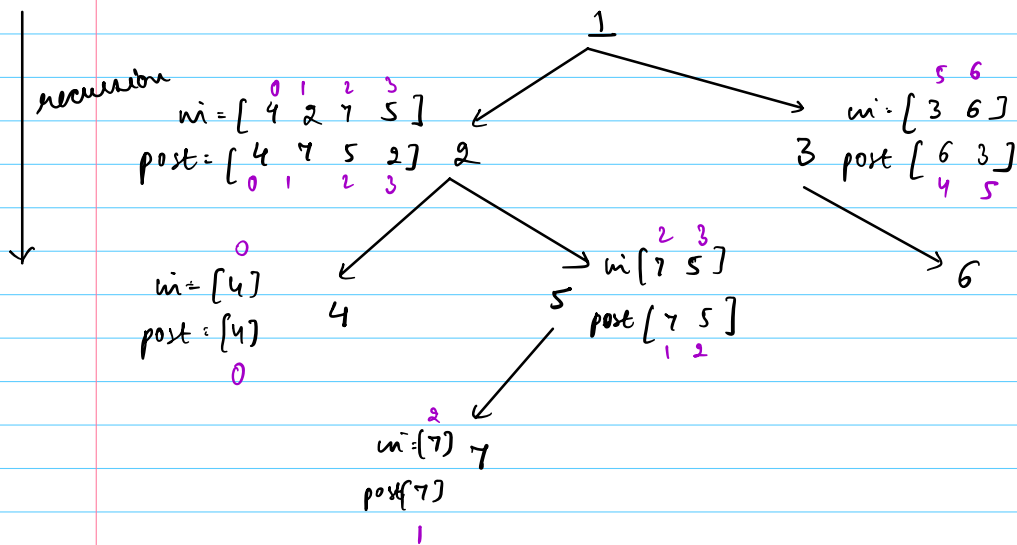 1
recursion
0 1 2 3
in = [ 4 2 7 5 ]
post = [ 4 7 5 2 ] 2
0 1 2 3
5 6
in = [ 3 6 ]
3 post [ 6 3 ]
4 5
0
in = [4]
post = [4]
0
4
2 3
in [ 7 5 ]
5 post [ 7 5 ]
1 2
6
2
in = [7] 7
post [7]
1